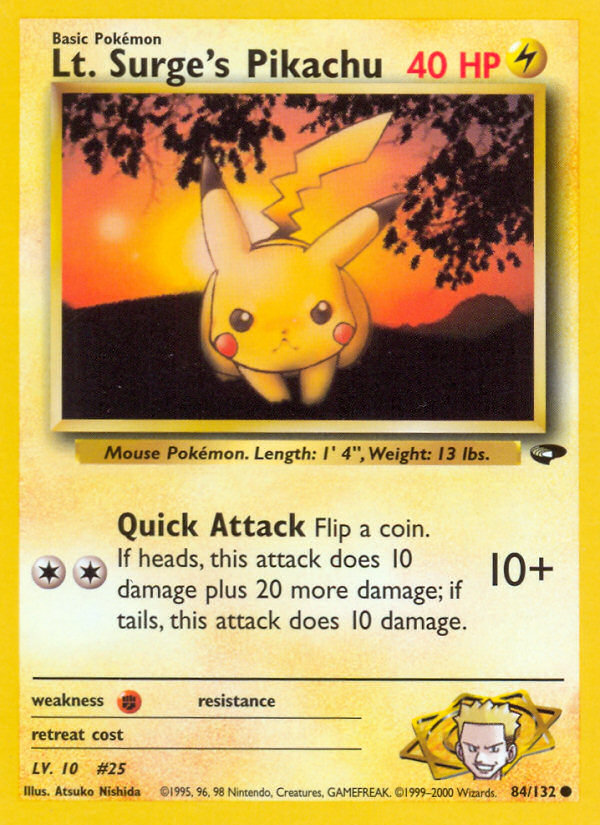 Basic Pokémon
Lt. Surge's Pikachu 40 HP
Mouse Pokémon. Length: 1' 4", Weight: 13 lbs.
Quick Attack Flip a coin.
If heads, this attack does 10
damage plus 20 more damage; if
tails, this attack does 10 damage.
10+
weakness resistance
retreat cost
LV. 10 #25
Illus. Atsuko Nishida ©1995, 96, 98 Nintendo, Creatures, GAMEFREAK. ©1999-2000 Wizards. 84/132